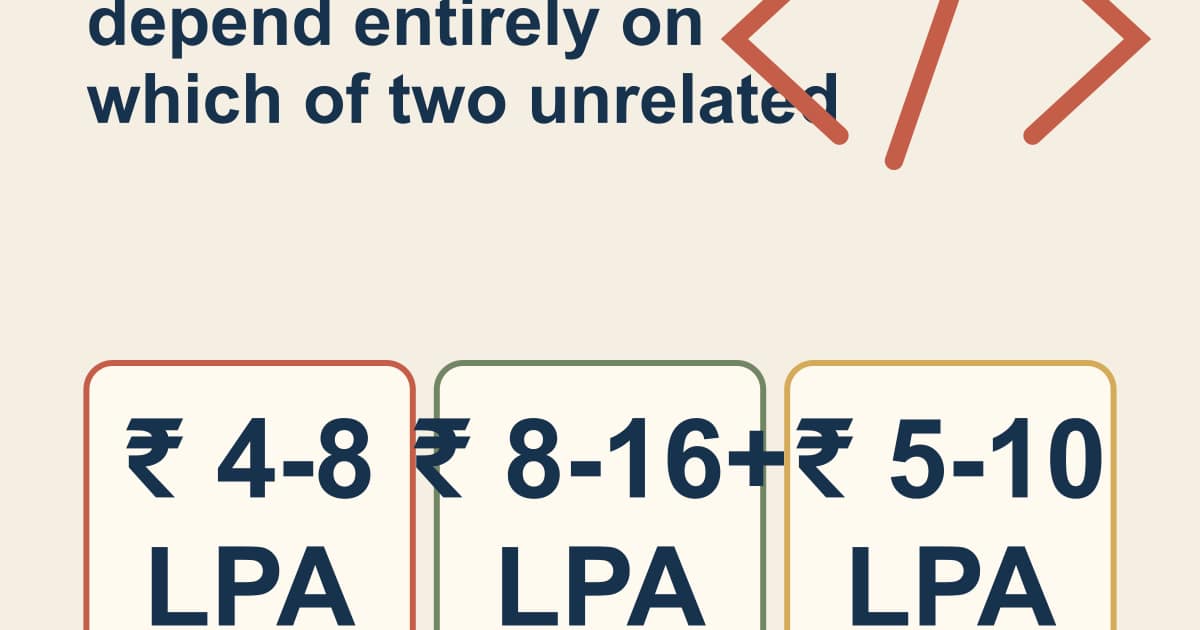 depend entirely on
which of two unrelated
₹ 4-8 ₹ 8-16+ ₹ 5-10
LPA LPA LPA